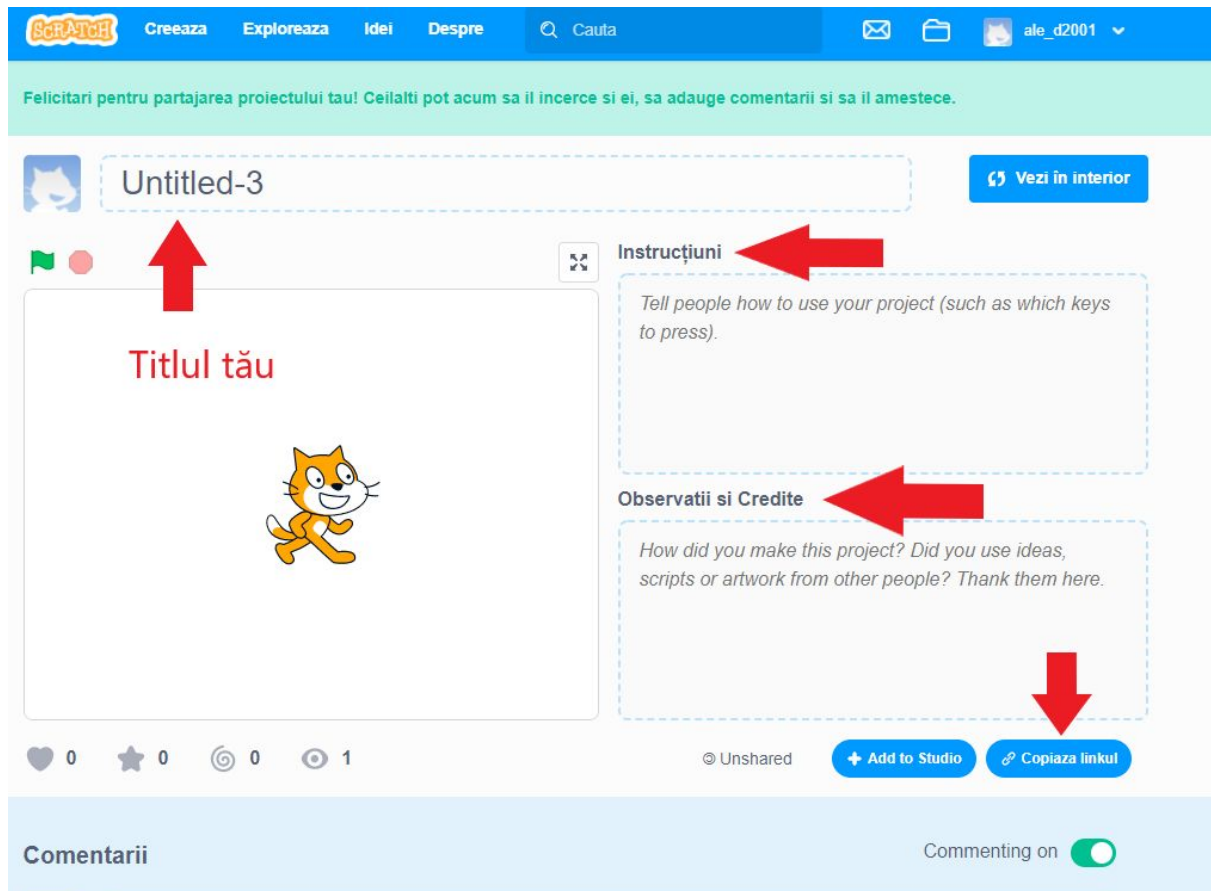 SCRATCH Creeaza Exploreaza Idei Despre Cauta ale_d2001
Felicitari pentru partajarea proiectului tau! Ceilalti pot acum sa il incerce si ei, sa adauge comentarii si sa il amestece.
Untitled-3
Vezi în interior
Titlul tău
Instrucțiuni
Tell people how to use your project (such as which keys
to press).
Observatii si Credite
How did you make this project? Did you use ideas,
scripts or artwork from other people? Thank them here.
0 0 0 1
Unshared
Add to Studio
Copiaza linkul
Comentarii
Commenting on